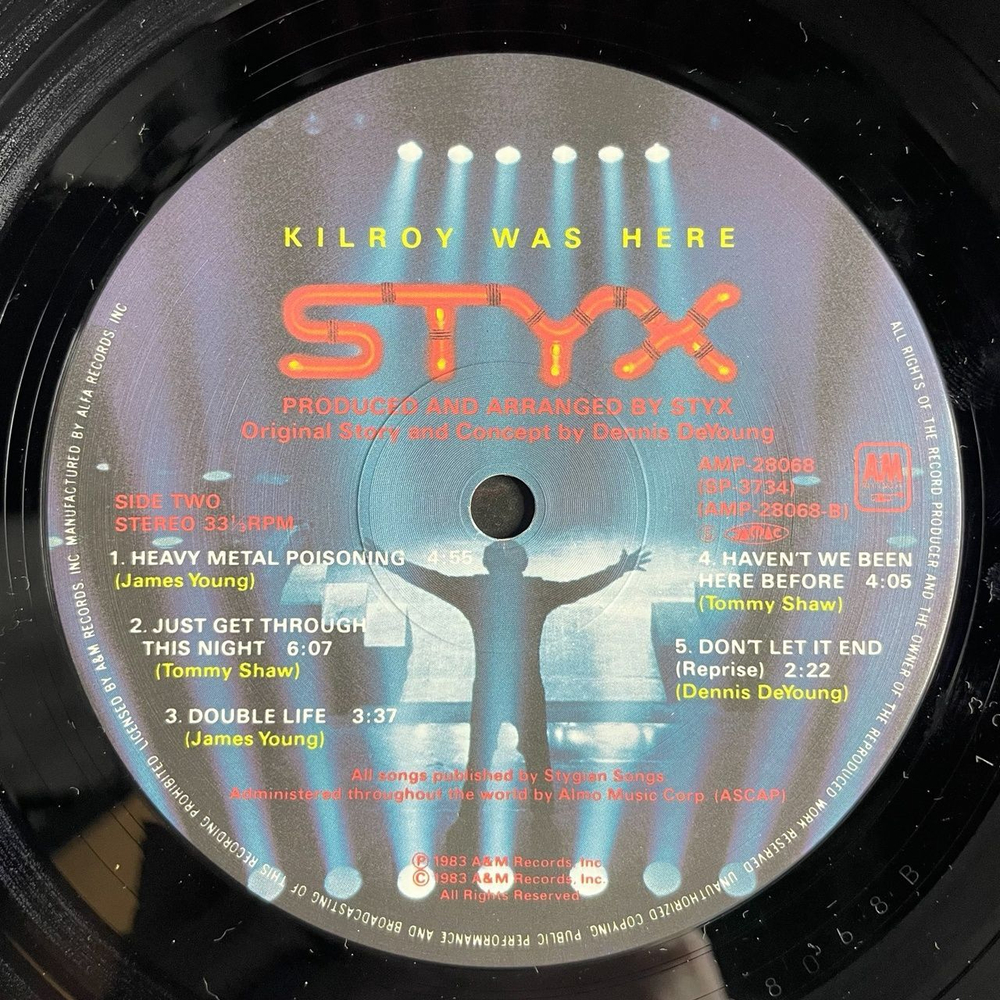 KILROY WAS HERE
STYX
PRODUCED AND ARRANGED BY STYX
Original Story and Concept by Dennis DeYoung
SIDE TWO
STEREO 33⅓RPM
AMP-28068
(SP-3734)
(AMP-28068-B)
AM
1. HEAVY METAL POISONING 4:55
(James Young)
2. JUST GET THROUGH
THIS NIGHT 6:07
(Tommy Shaw)
3. DOUBLE LIFE 3:37
(James Young)
4. HAVEN'T WE BEEN
HERE BEFORE 4:05
(Tommy Shaw)
5. DON'T LET IT END
(Reprise) 2:22
(Dennis DeYoung)
All songs published by Stygian Songs
Administered throughout the world by Almo Music Corp. (ASCAP)
Ⓟ 1983 A&M Records, Inc.
© 1983 A&M Records, Inc.
All Rights Reserved
ALL RIGHTS OF THE RECORD PRODUCER AND THE OWNER OF THE REPRODUCED WORK RESERVED UNAUTHORIZED COPYING, PUBLIC PERFORMANCE AND BROADCASTING OF THIS RECORDING PROHIBITED LICENSED BY A&M RECORDS, INC MANUFACTURED BY ALFA RECORDS, INC